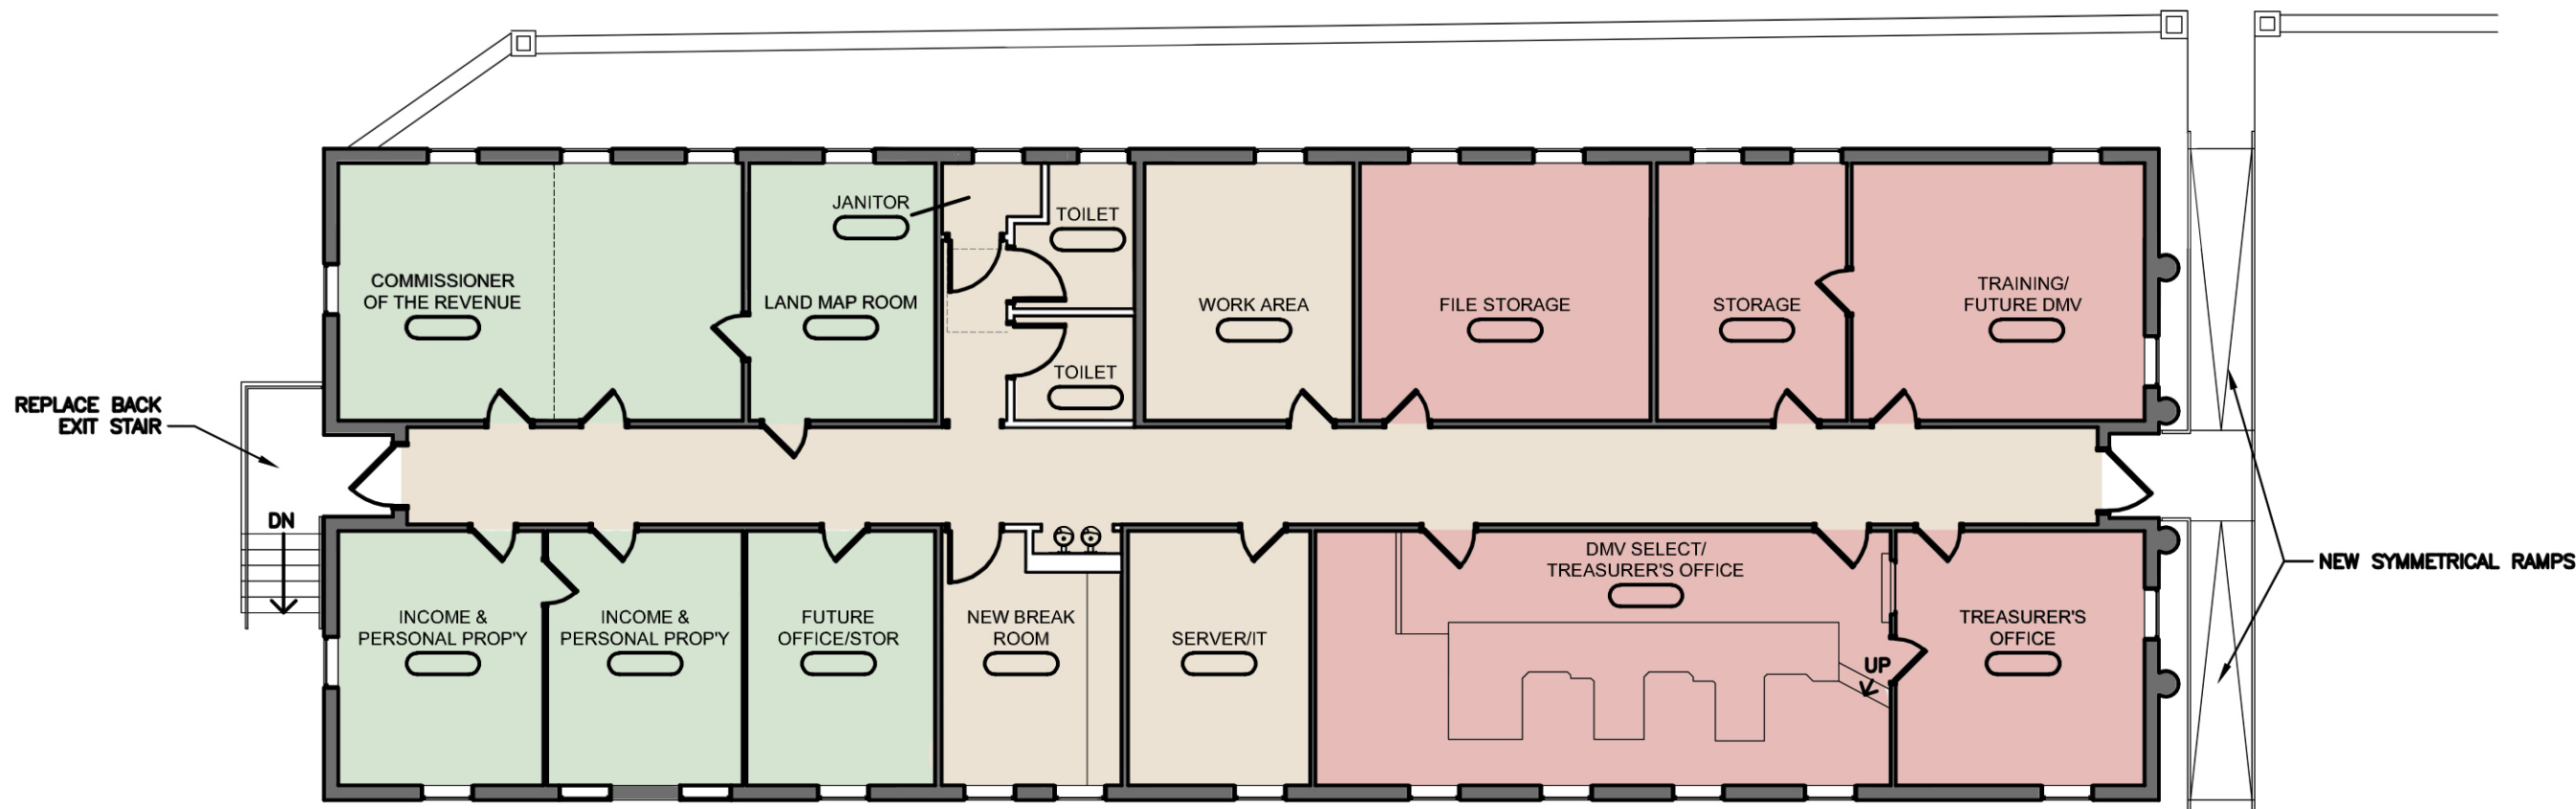 JANITOR
TOILET
COMMISSIONER
OF THE REVENUE
LAND MAP ROOM
WORK AREA
FILE STORAGE
STORAGE
TRAINING/
FUTURE DMV
TOILET
REPLACE BACK
EXIT STAIR
DN
DMV SELECT/
TREASURER'S OFFICE
NEW SYMMETRICAL RAMPS
INCOME &
PERSONAL PROP'Y
INCOME &
PERSONAL PROP'Y
FUTURE
OFFICE/STOR
NEW BREAK
ROOM
SERVER/IT
UP
TREASURER'S
OFFICE